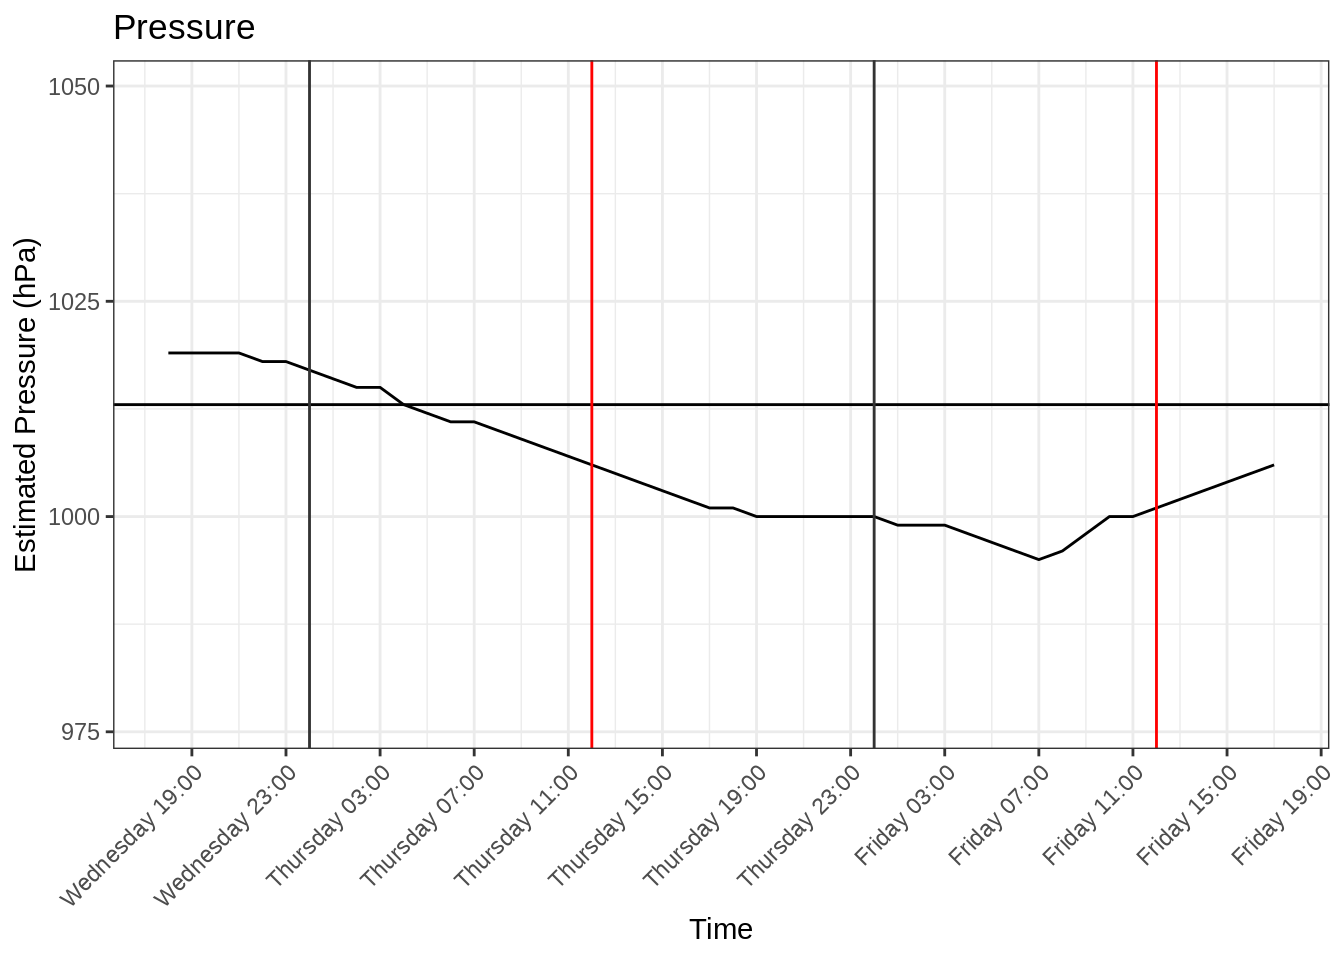 Pressure
Estimated Pressure (hPa)
1050
1025
1000
975
Wednesday 19:00
Wednesday 23:00
Thursday 03:00
Thursday 07:00
Thursday 11:00
Thursday 15:00
Thursday 19:00
Thursday 23:00
Friday 03:00
Friday 07:00
Friday 11:00
Friday 15:00
Friday 19:00
Time